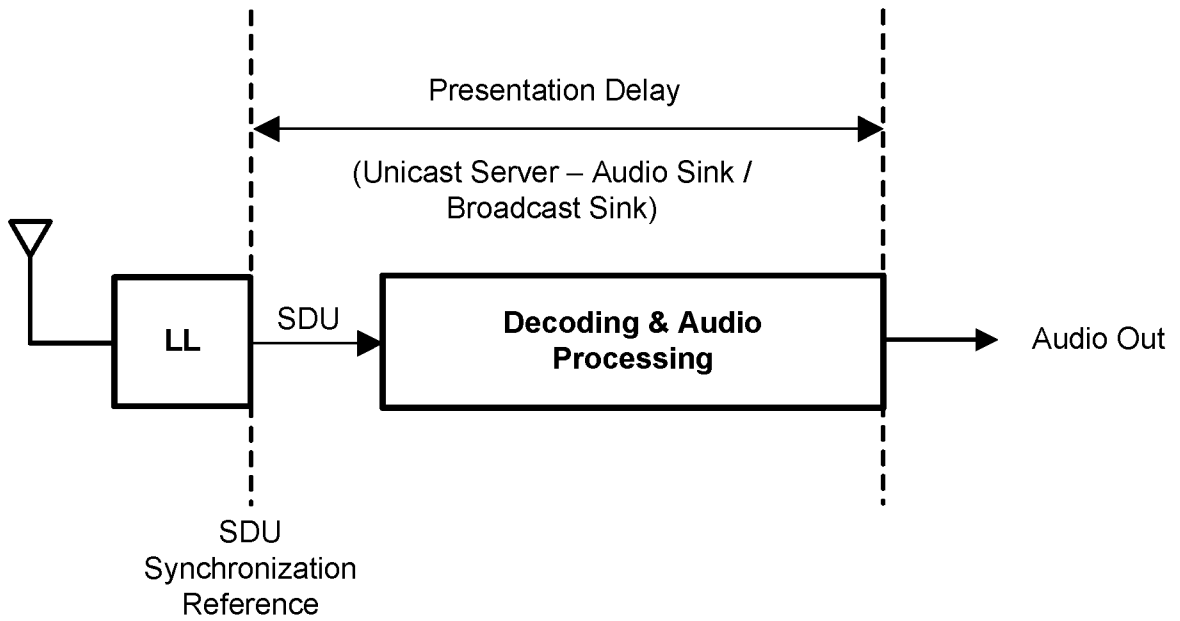 Presentation Delay
(Unicast Server – Audio Sink /
Broadcast Sink)
LL
SDU
Decoding & Audio
Processing
Audio Out
SDU
Synchronization
Reference